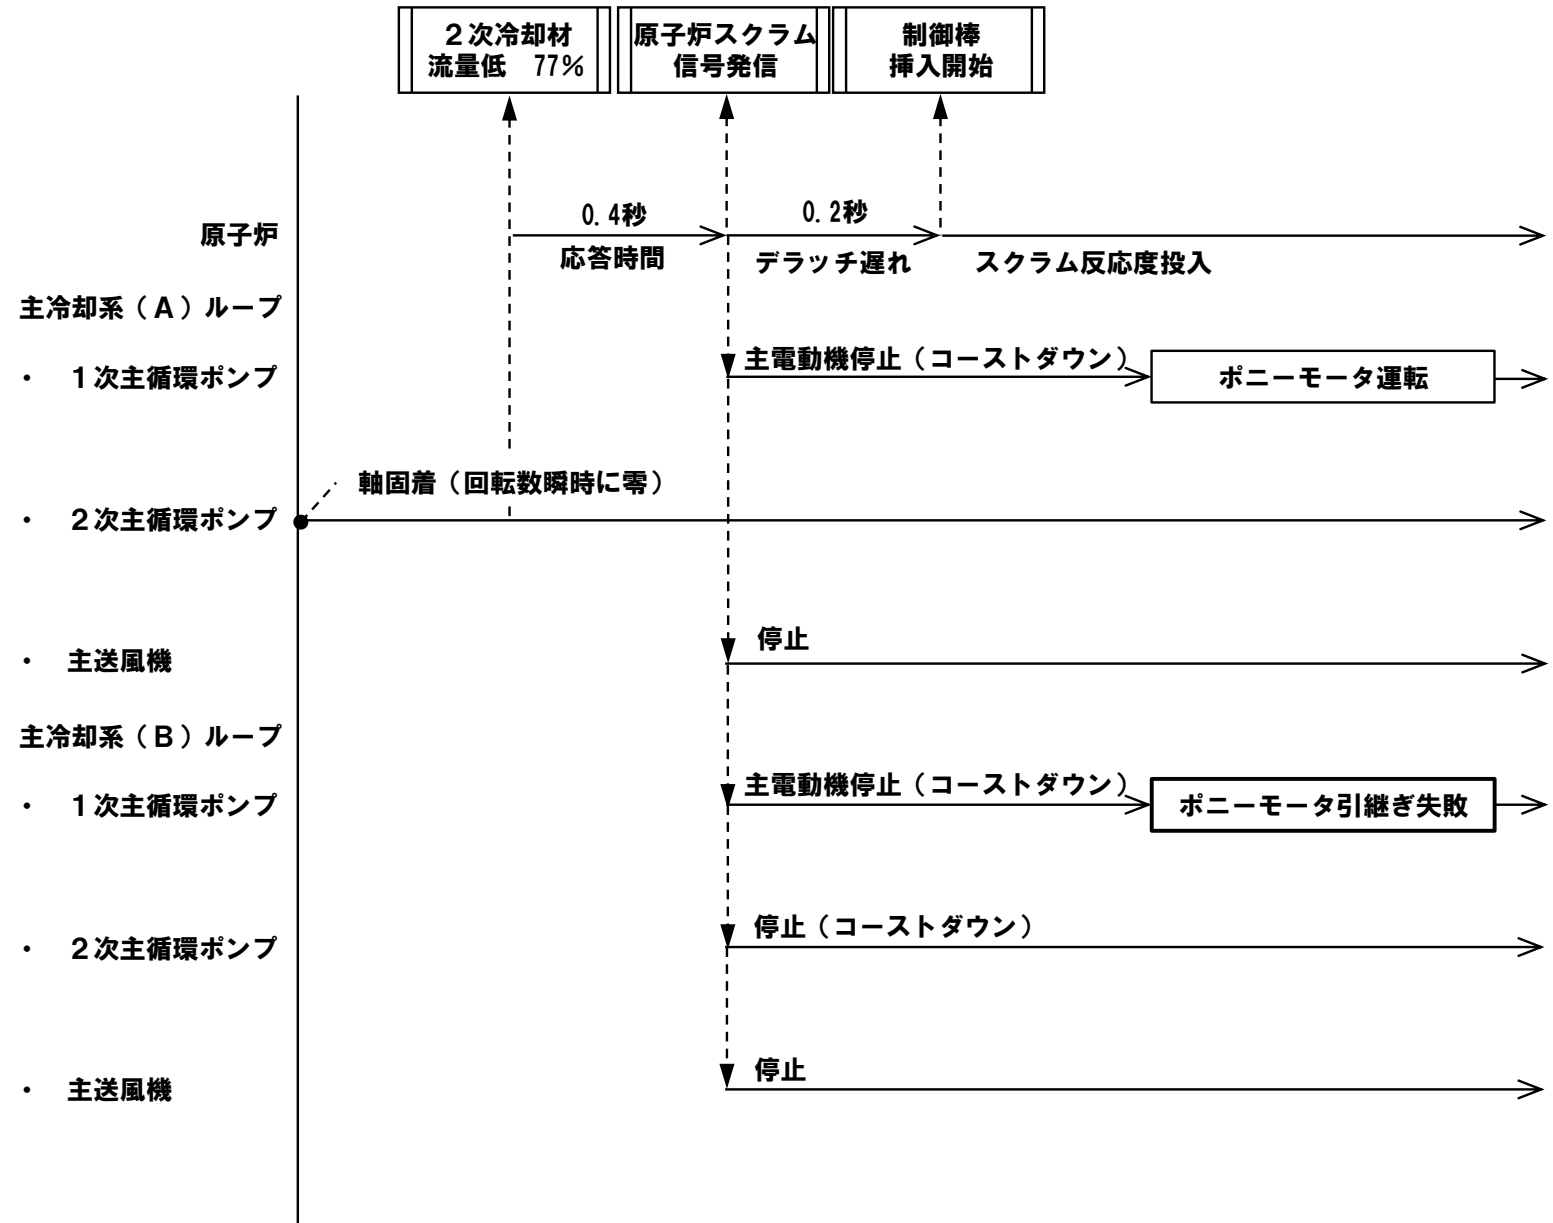 ２次冷却材
流量低　77％
原子炉スクラム
信号発信
制御棒
挿入開始
0.4秒
0.2秒
原子炉
応答時間
デラッチ遅れ
スクラム反応度投入
主冷却系（Ａ）ループ
主電動機停止（コーストダウン）
・　１次主循環ポンプ
ポニーモータ運転
軸固着（回転数瞬時に零）
・　２次主循環ポンプ
停止
・　主送風機
主冷却系（Ｂ）ループ
主電動機停止（コーストダウン）
・　１次主循環ポンプ
ポニーモータ引継ぎ失敗
停止（コーストダウン）
・　２次主循環ポンプ
停止
・　主送風機